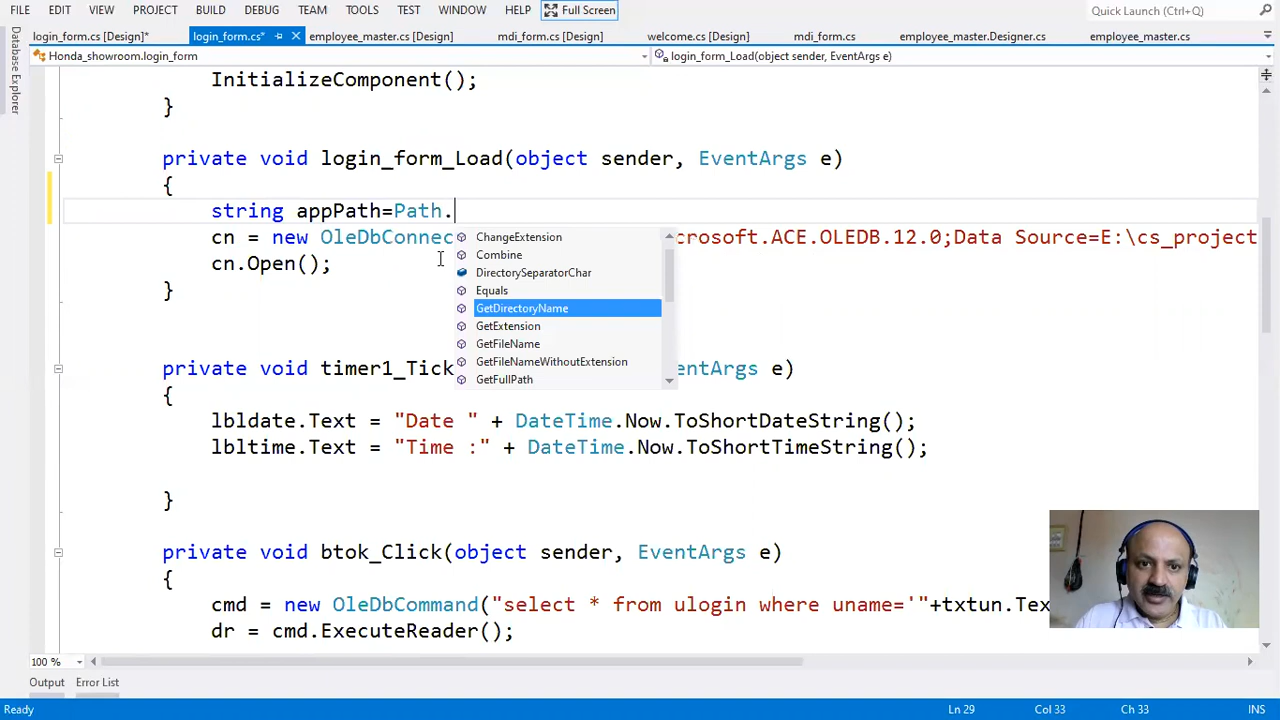 FILE EDIT VIEW PROJECT BUILD DEBUG TEAM TOOLS TEST WINDOW HELP Full Screen Quick Launch (Ctrl+Q)
login_form.cs [Design]* login_form.cs* employee_master.cs [Design] mdi_form.cs [Design] welcome.cs [Design] mdi_form.cs employee_master.Designer.cs employee_master.cs
Database Explorer
Honda_showroom.login_form login_form_Load(object sender, EventArgs e)
InitializeComponent();
}
private void login_form_Load(object sender, EventArgs e)
{
string appPath=Path.
cn = new OleDbConnec crosoft.ACE.OLEDB.12.0;Data Source=E:\cs_project
cn.Open();
}
ChangeExtension
Combine
DirectorySeparatorChar
Equals
GetDirectoryName
GetExtension
GetFileName
GetFileNameWithoutExtension
GetFullPath
private void timer1_Tick entArgs e)
{
lbldate.Text = "Date " + DateTime.Now.ToShortDateString();
lbltime.Text = "Time :" + DateTime.Now.ToShortTimeString();
}
private void btok_Click(object sender, EventArgs e)
{
cmd = new OleDbCommand("select * from ulogin where uname='"+txtun.Tex
dr = cmd.ExecuteReader();
100 %
Output Error List
Ready Ln 29 Col 33 Ch 33 INS